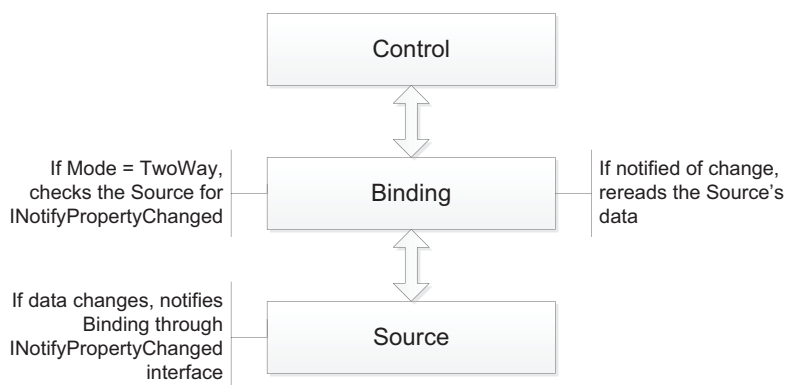 Control
If Mode = TwoWay,
checks the Source for
INotifyPropertyChanged
Binding
If notified of change,
rereads the Source's
data
If data changes, notifies
Binding through
INotifyPropertyChanged
interface
Source